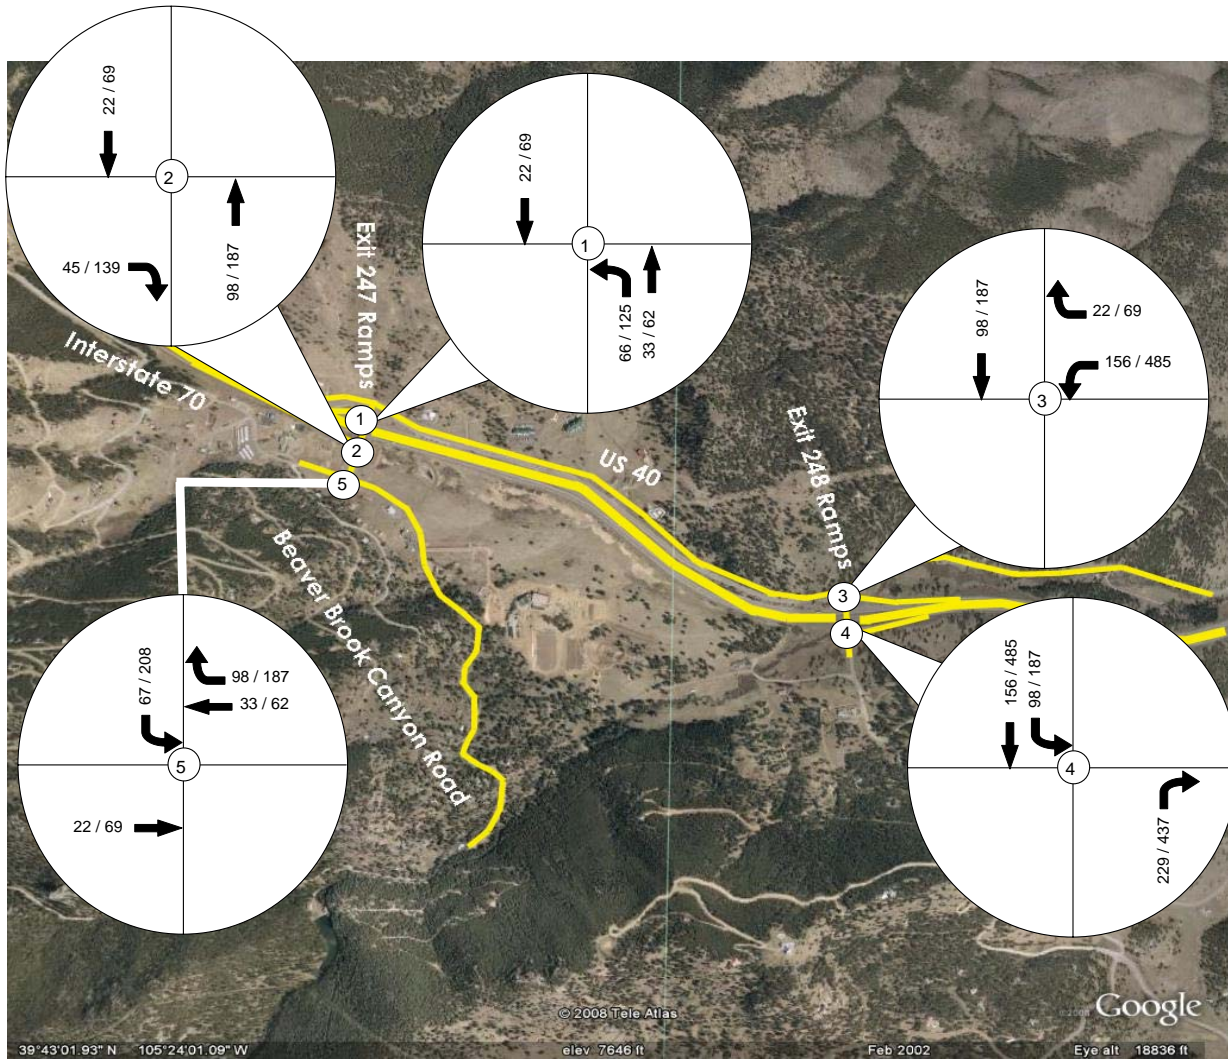 22 / 69
2
45 / 139
98 / 187
22 / 69
1
66 / 125
33 / 62
98 / 187
22 / 69
156 / 485
3
Exit 247 Ramps
Interstate 70
1
2
5
US 40
Exit 248 Ramps
3
4
Beaver Brook Canyon Road
67 / 208
98 / 187
33 / 62
5
22 / 69
156 / 485
98 / 187
4
229 / 437
© 2008 Tele Atlas
Google
39°43'01.93" N 105°24'01.09" W
elev 7646 ft
Feb 2002
Eye alt 18836 ft